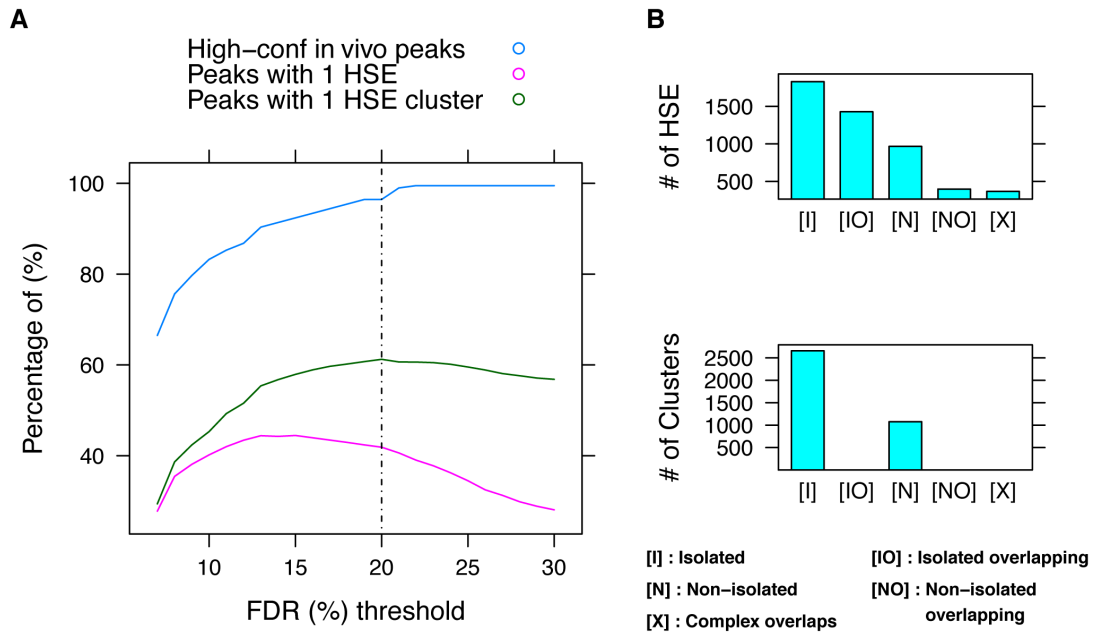 A
High−conf in vivo peaks
Peaks with 1 HSE
Peaks with 1 HSE cluster
Percentage of (%)
100
80
60
40
10 15 20 25 30
FDR (%) threshold
B
# of HSE
1500
1000
500
[I] [IO] [N] [NO] [X]
# of Clusters
2500
2000
1500
1000
500
[I] [IO] [N] [NO] [X]
[I] : Isolated
[IO] : Isolated overlapping
[N] : Non−isolated
[NO] : Non−isolated
overlapping
[X] : Complex overlaps